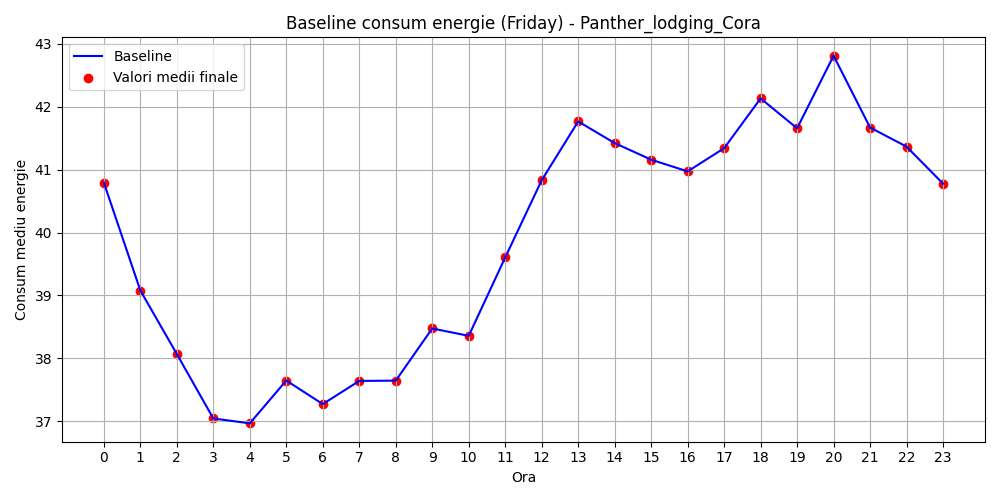 Baseline consum energie (Friday) - Panther_lodging_Cora
Baseline
Valori medii finale
Consum mediu energie
43
42
41
40
39
38
37
0 1 2 3 4 5 6 7 8 9 10 11 12 13 14 15 16 17 18 19 20 21 22 23
Ora